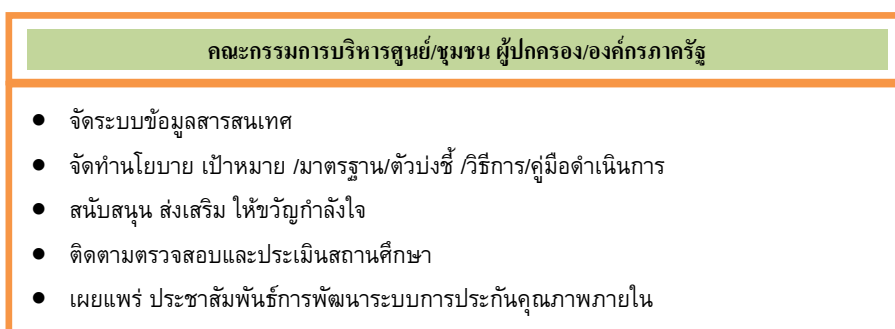 คณะกรรมการบริหารศูนย์/ชุมชน ผู้ปกครอง/องค์กรภาครัฐ
● จัดระบบข้อมูลสารสนเทศ
● จัดทำนโยบาย เป้าหมาย /มาตรฐาน/ตัวบ่งชี้ /วิธีการ/คู่มือดำเนินการ
● สนับสนุน ส่งเสริม ให้ขวัญกำลังใจ
● ติดตามตรวจสอบและประเมินสถานศึกษา
● เผยแพร่ ประชาสัมพันธ์การพัฒนาระบบการประกันคุณภาพภายใน